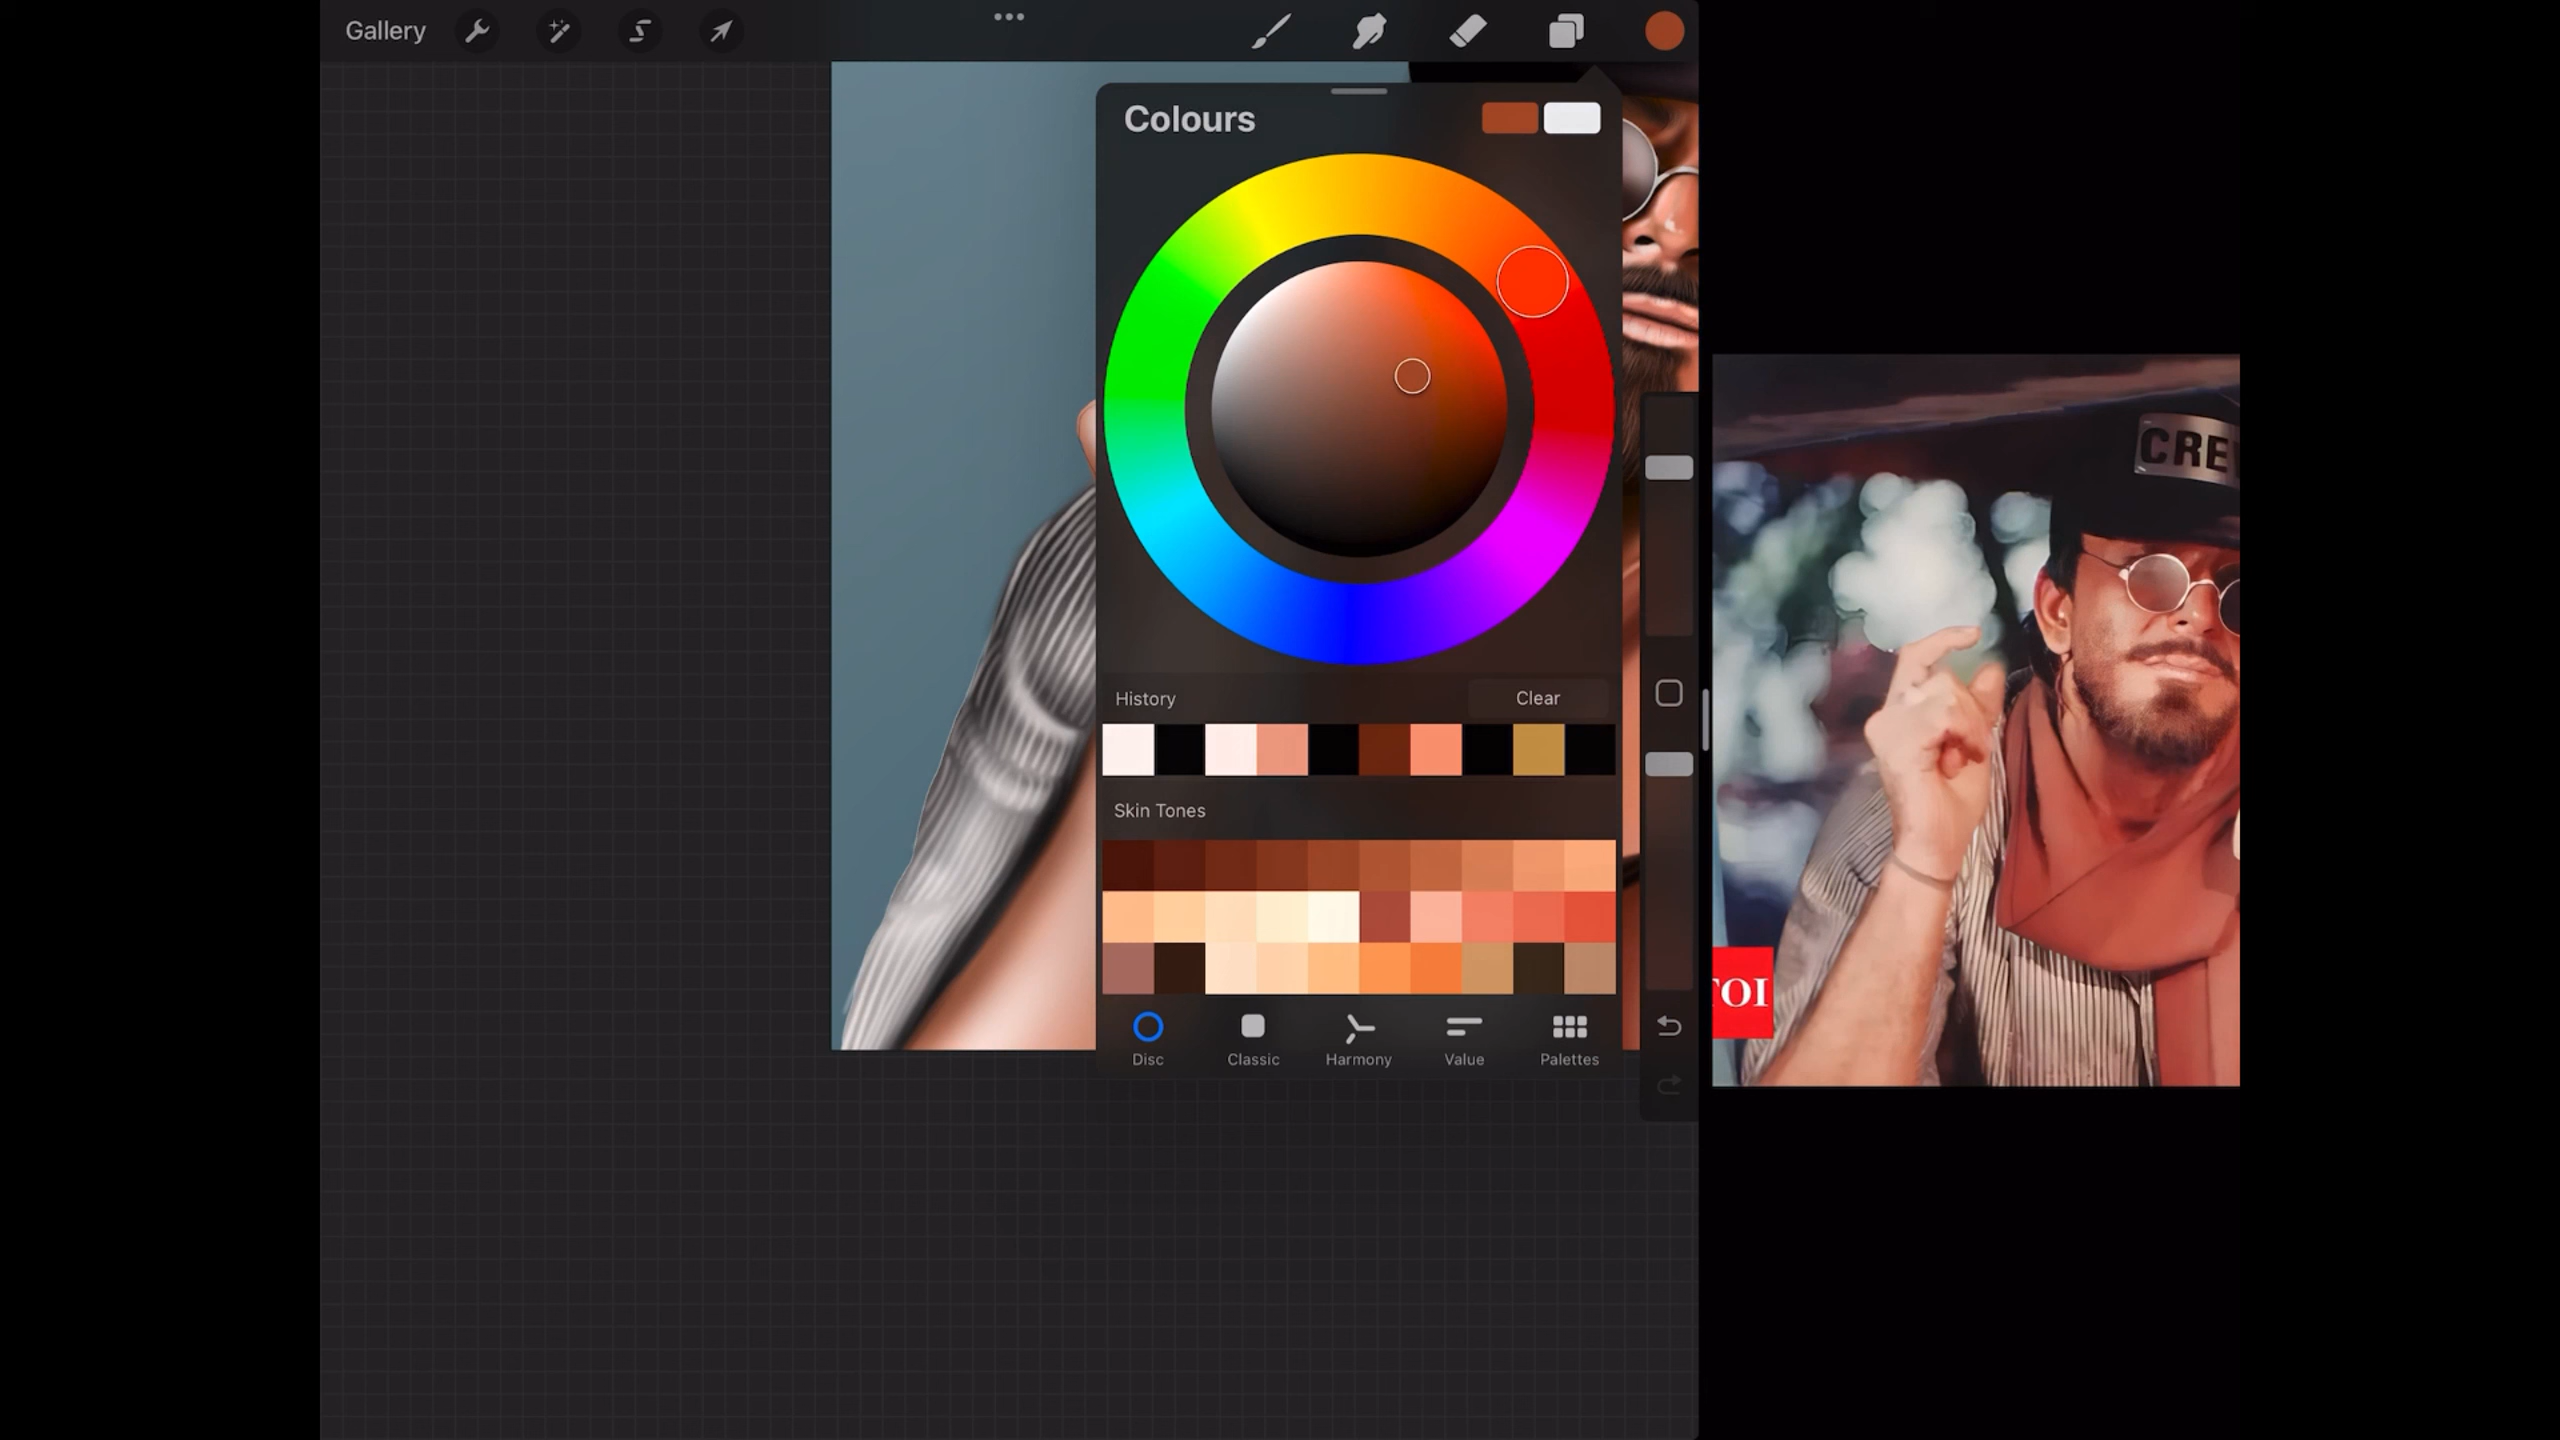 Gallery
Colours
History Clear
Skin Tones
Disc Classic Harmony Value Palettes
CRE
TOI